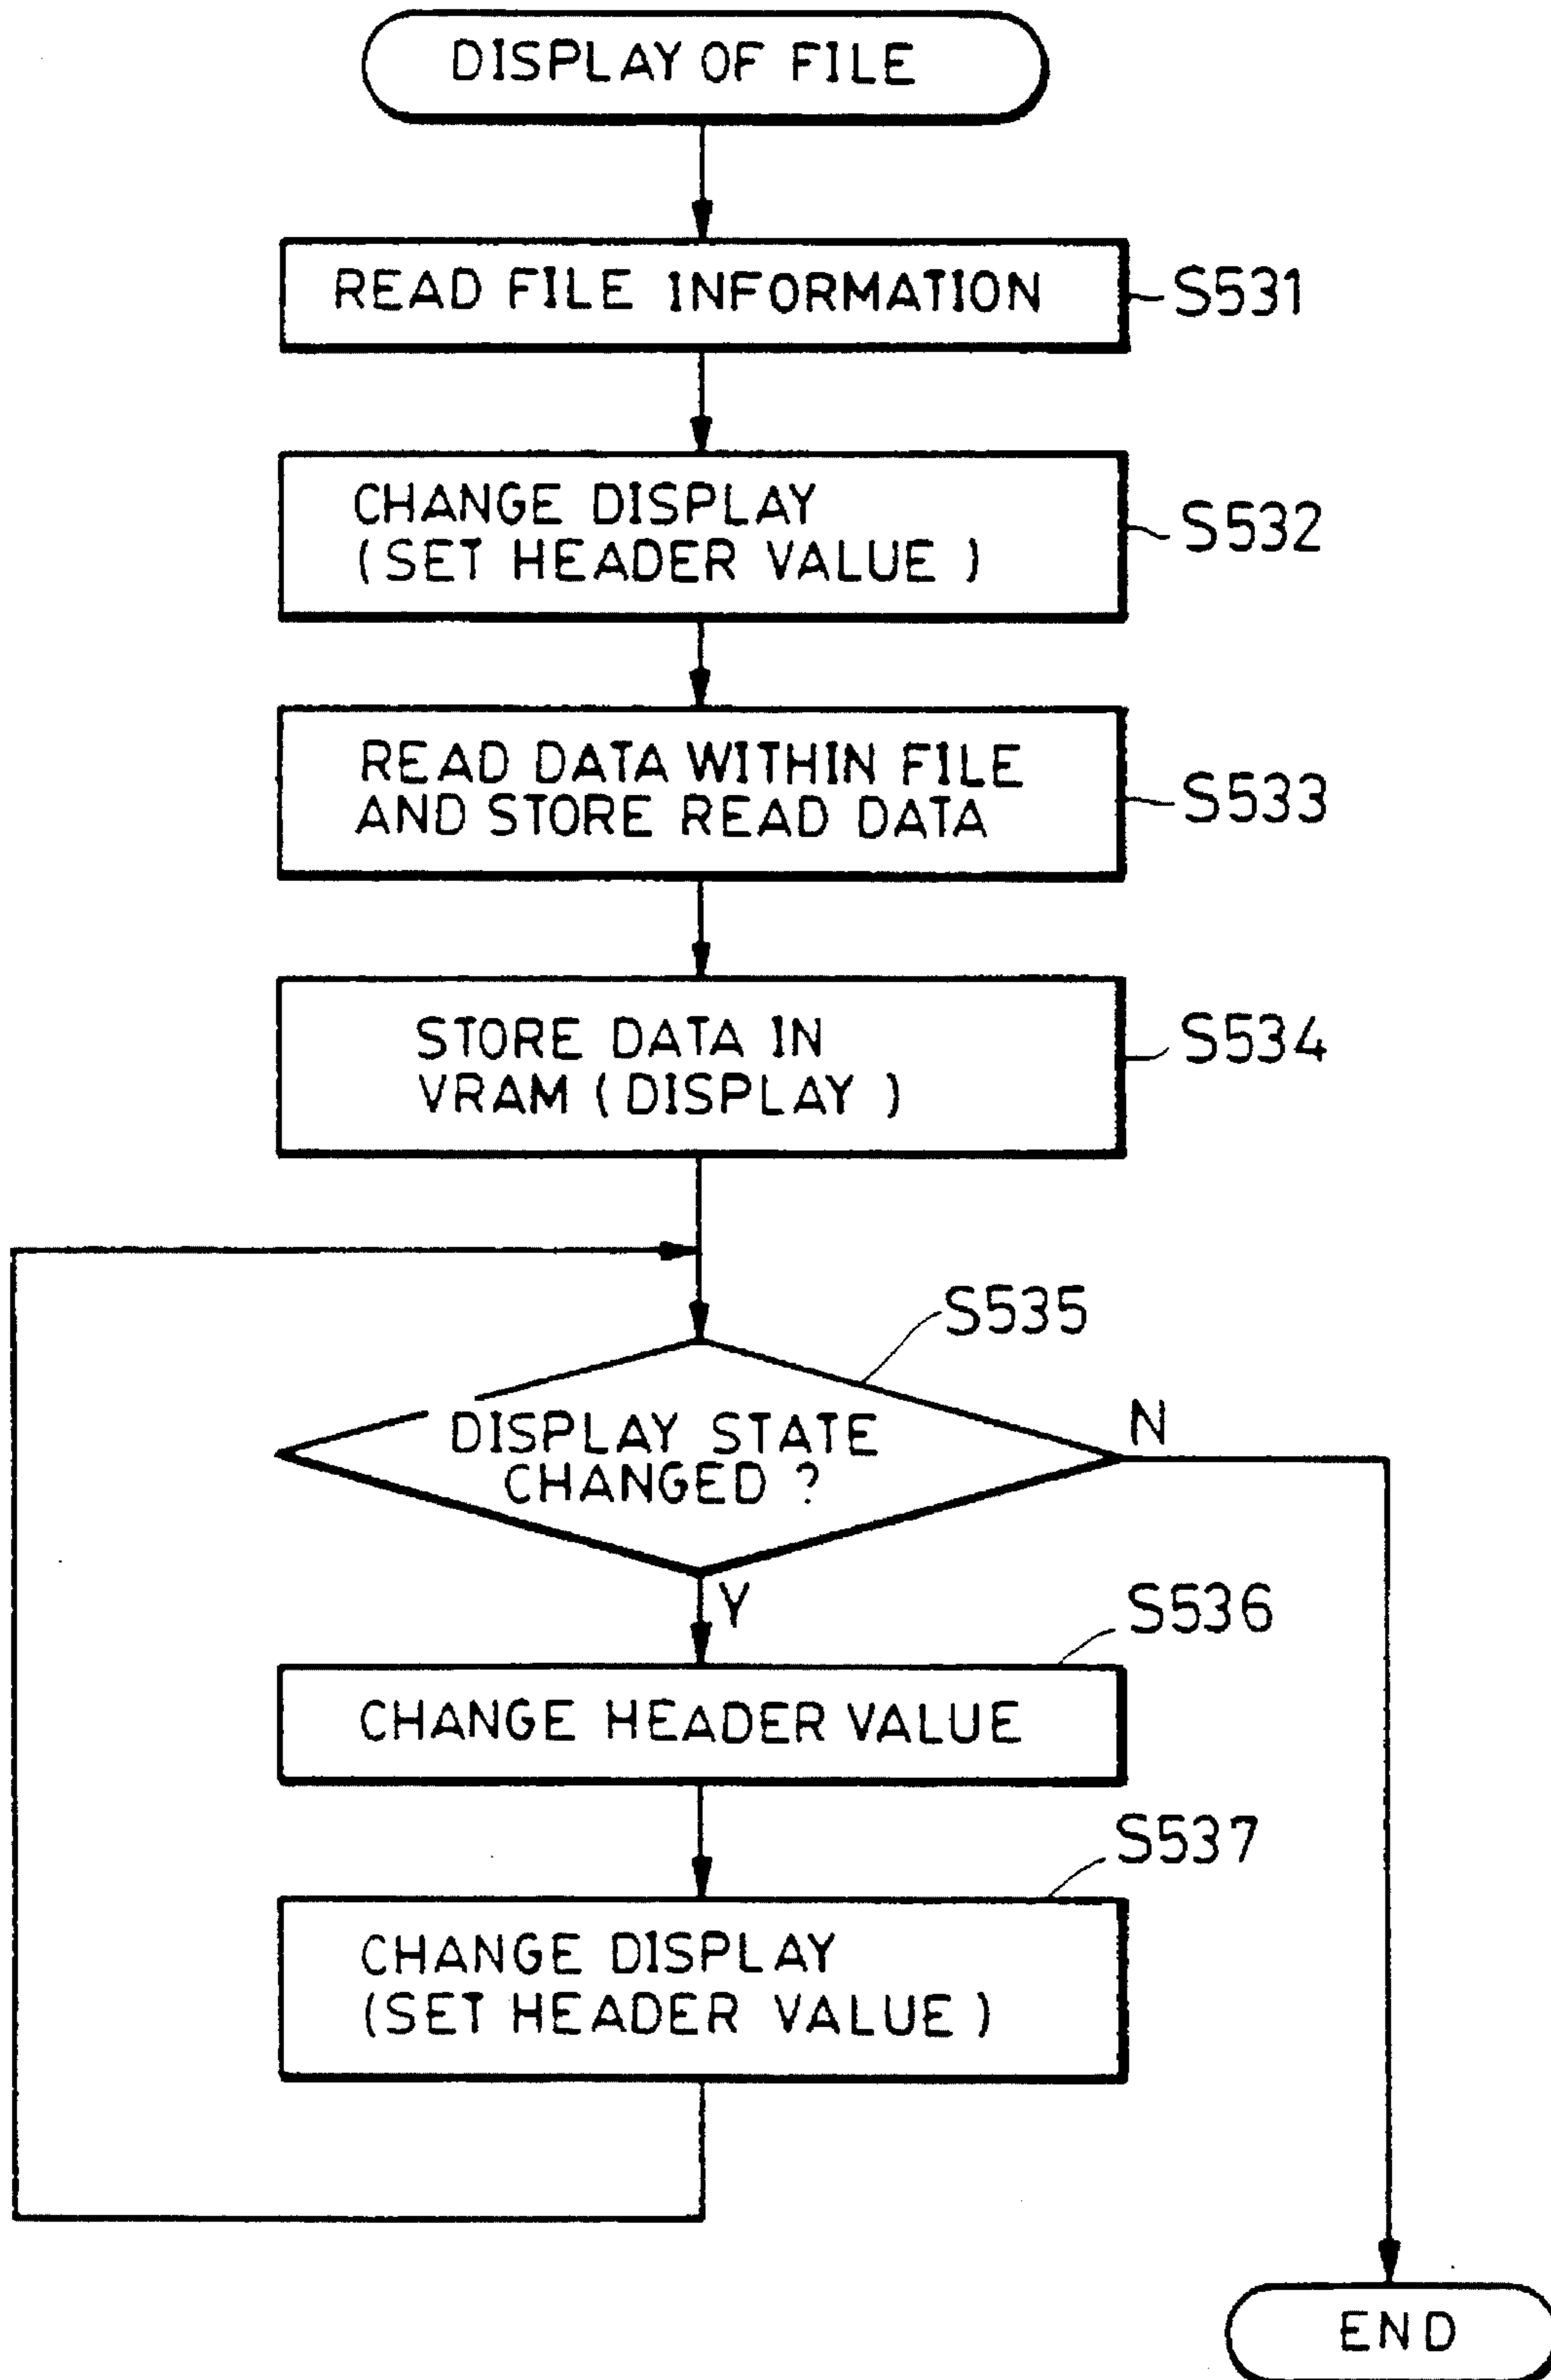 DISPLAY OF FILE
READ FILE INFORMATION
S531
CHANGE DISPLAY
(SET HEADER VALUE)
S532
READ DATA WITHIN FILE
AND STORE READ DATA
S533
STORE DATA IN
VRAM (DISPLAY)
S534
S535
DISPLAY STATE
CHANGED ?
N
Y
S536
CHANGE HEADER VALUE
S537
CHANGE DISPLAY
(SET HEADER VALUE)
END